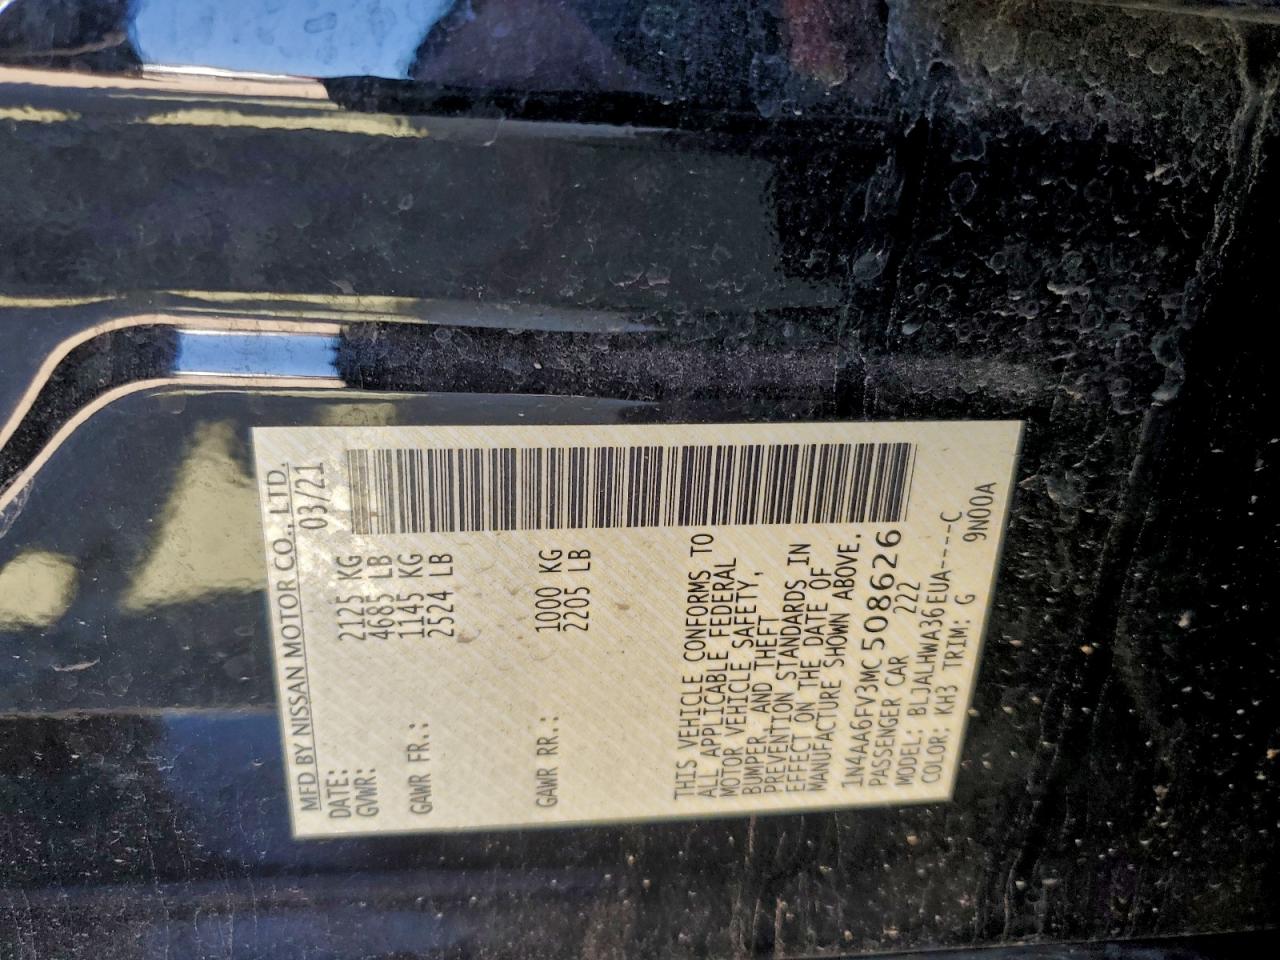 MFD BY NISSAN MOTOR CO., LTD.
DATE: 03/21
GVWR: 2125 KG
4685 LB
GAWR FR.: 1145 KG
2524 LB
GAWR RR.: 1000 KG
2205 LB
THIS VEHICLE CONFORMS TO
ALL APPLICABLE FEDERAL
MOTOR VEHICLE SAFETY,
BUMPER, AND THEFT
PREVENTION STANDARDS IN
EFFECT ON THE DATE OF
MANUFACTURE SHOWN ABOVE.
1N4AA6FV3MC508626
PASSENGER CAR 222
MODEL: BLJALHWA36EUA----C
COLOR: KH3 TRIM: G 9N00A